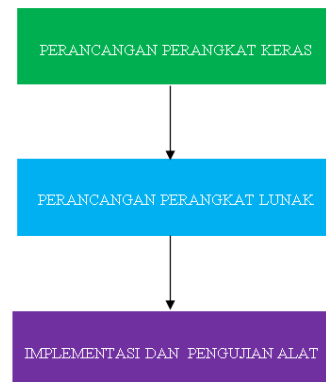 PERANCANGAN PERANGKAT KERAS
PERANCANGAN PERANGKAT LUNAK
IMPLEMENTASI DAN PENGUJIAN ALAT